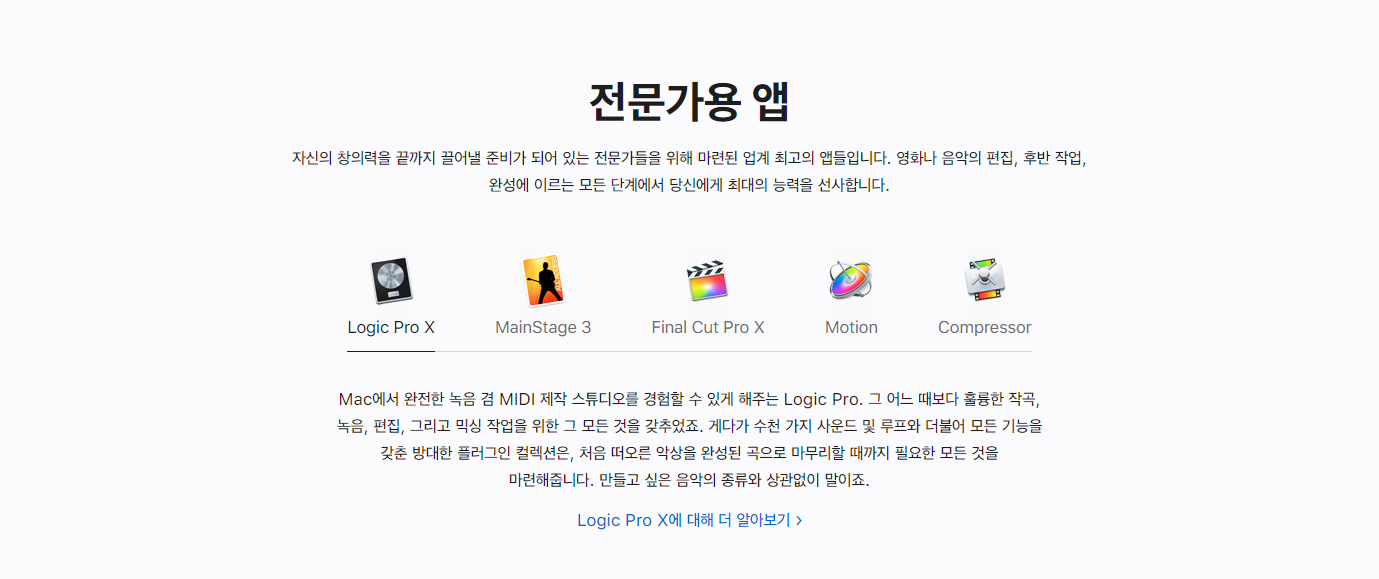 전문가용 앱
자신의 창의력을 끝까지 끌어낼 준비가 되어 있는 전문가들을 위해 마련된 업계 최고의 앱들입니다. 영화나 음악의 편집, 후반 작업,
완성에 이르는 모든 단계에서 당신에게 최대의 능력을 선사합니다.
Logic Pro X
MainStage 3
Final Cut Pro X
Motion
Compressor
Mac에서 완전한 녹음 겸 MIDI 제작 스튜디오를 경험할 수 있게 해주는 Logic Pro. 그 어느 때보다 훌륭한 작곡,
녹음, 편집, 그리고 믹싱 작업을 위한 그 모든 것을 갖추었죠. 게다가 수천 가지 사운드 및 루프와 더불어 모든 기능을
갖춘 방대한 플러그인 컬렉션은, 처음 떠오른 악상을 완성된 곡으로 마무리할 때까지 필요한 모든 것을
마련해줍니다. 만들고 싶은 음악의 종류와 상관없이 말이죠.
Logic Pro X에 대해 더 알아보기 >